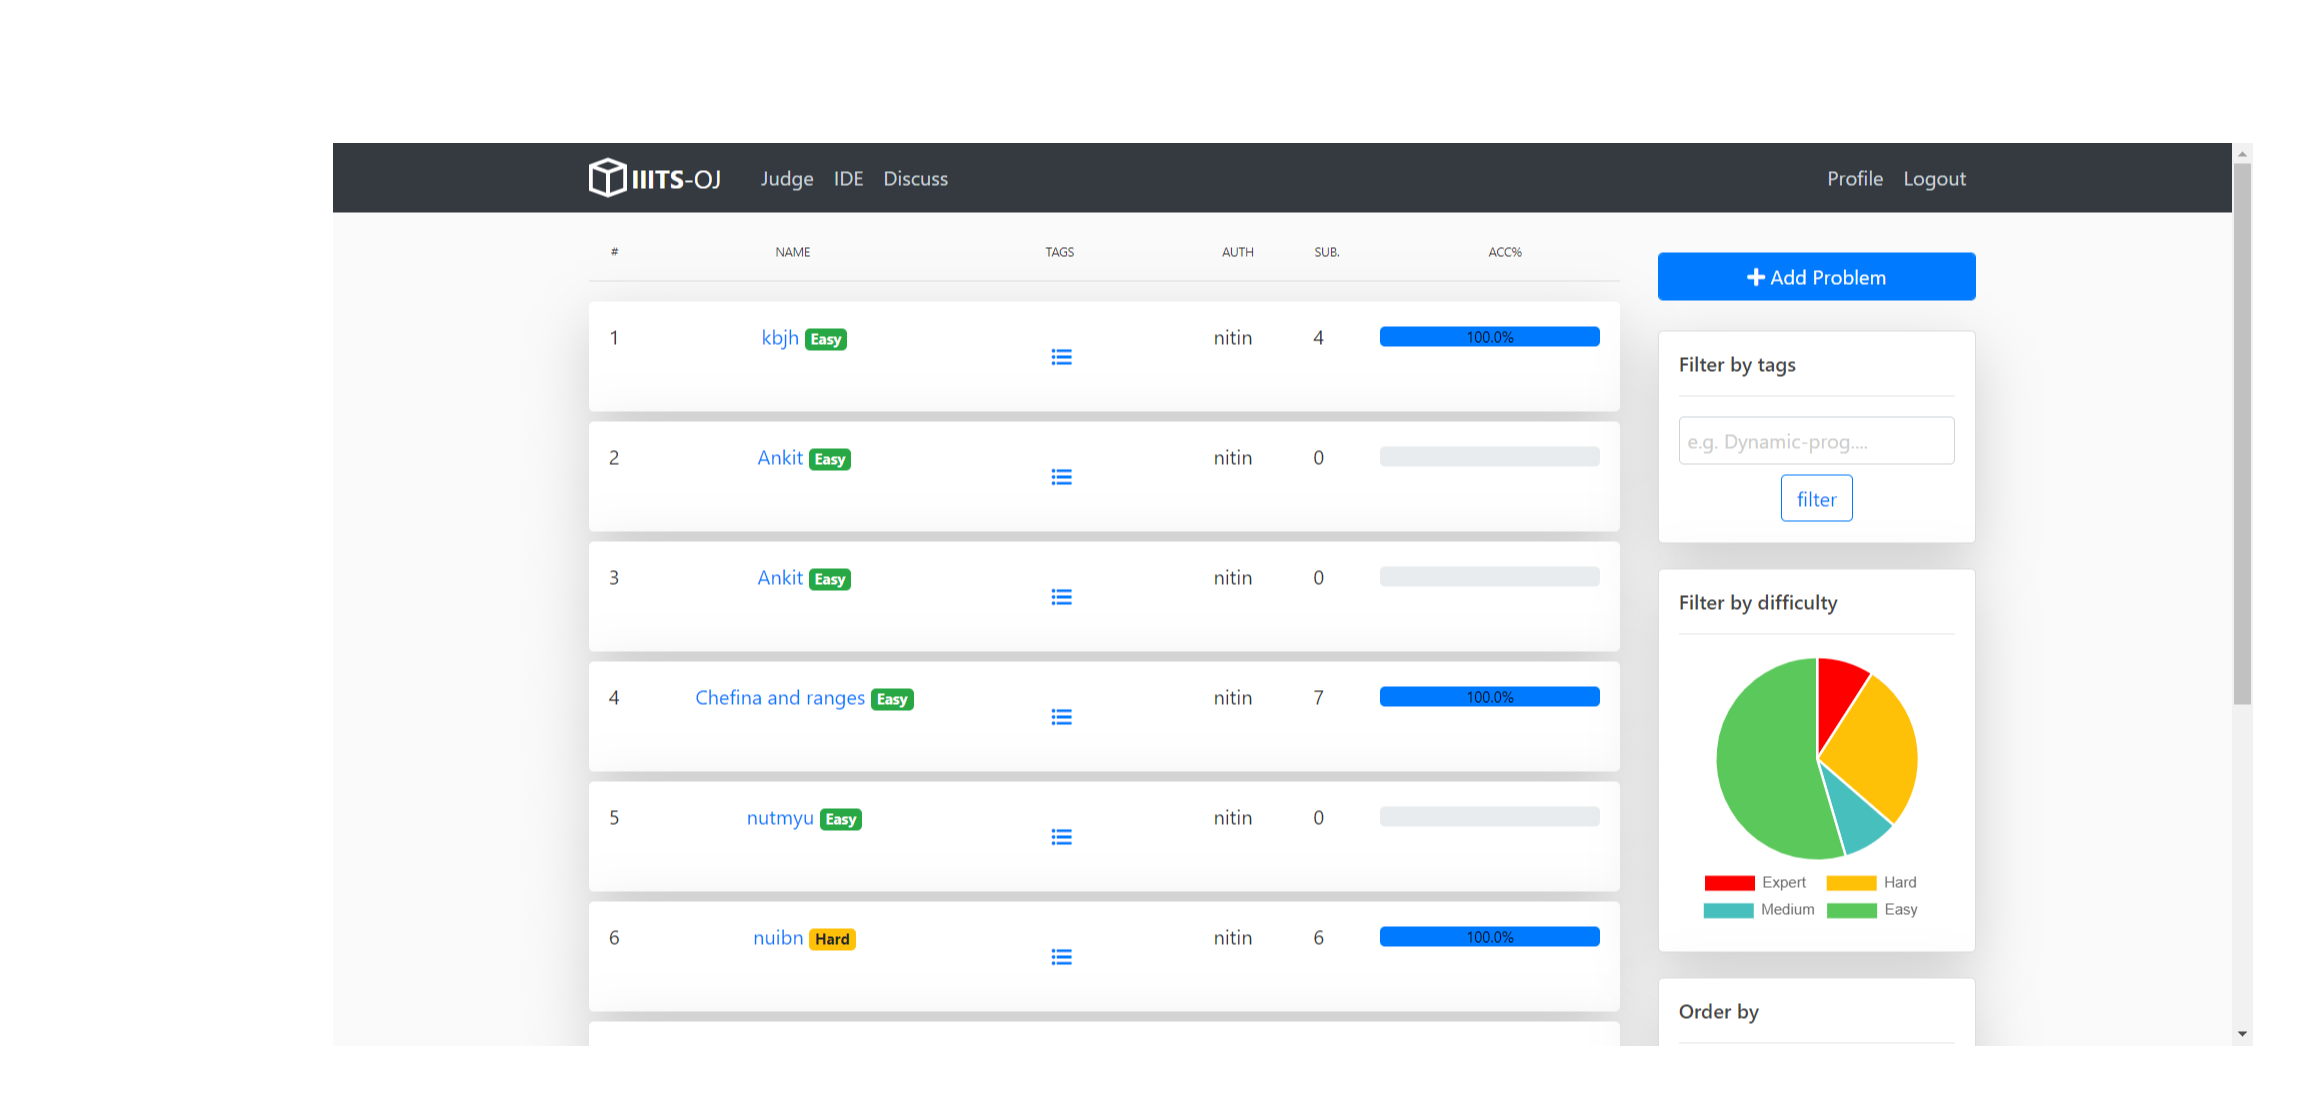 IIITS-OJ Judge IDE Discuss Profile Logout
# NAME TAGS AUTH SUB. ACC%
1 kbjh Easy nitin 4 100.0%
2 Ankit Easy nitin 0
3 Ankit Easy nitin 0
4 Chefina and ranges Easy nitin 7 100.0%
5 nutmyu Easy nitin 0
6 nuibn Hard nitin 6 100.0%
Add Problem
Filter by tags
e.g. Dynamic-prog....
filter
Filter by difficulty
Expert Hard
Medium Easy
Order by